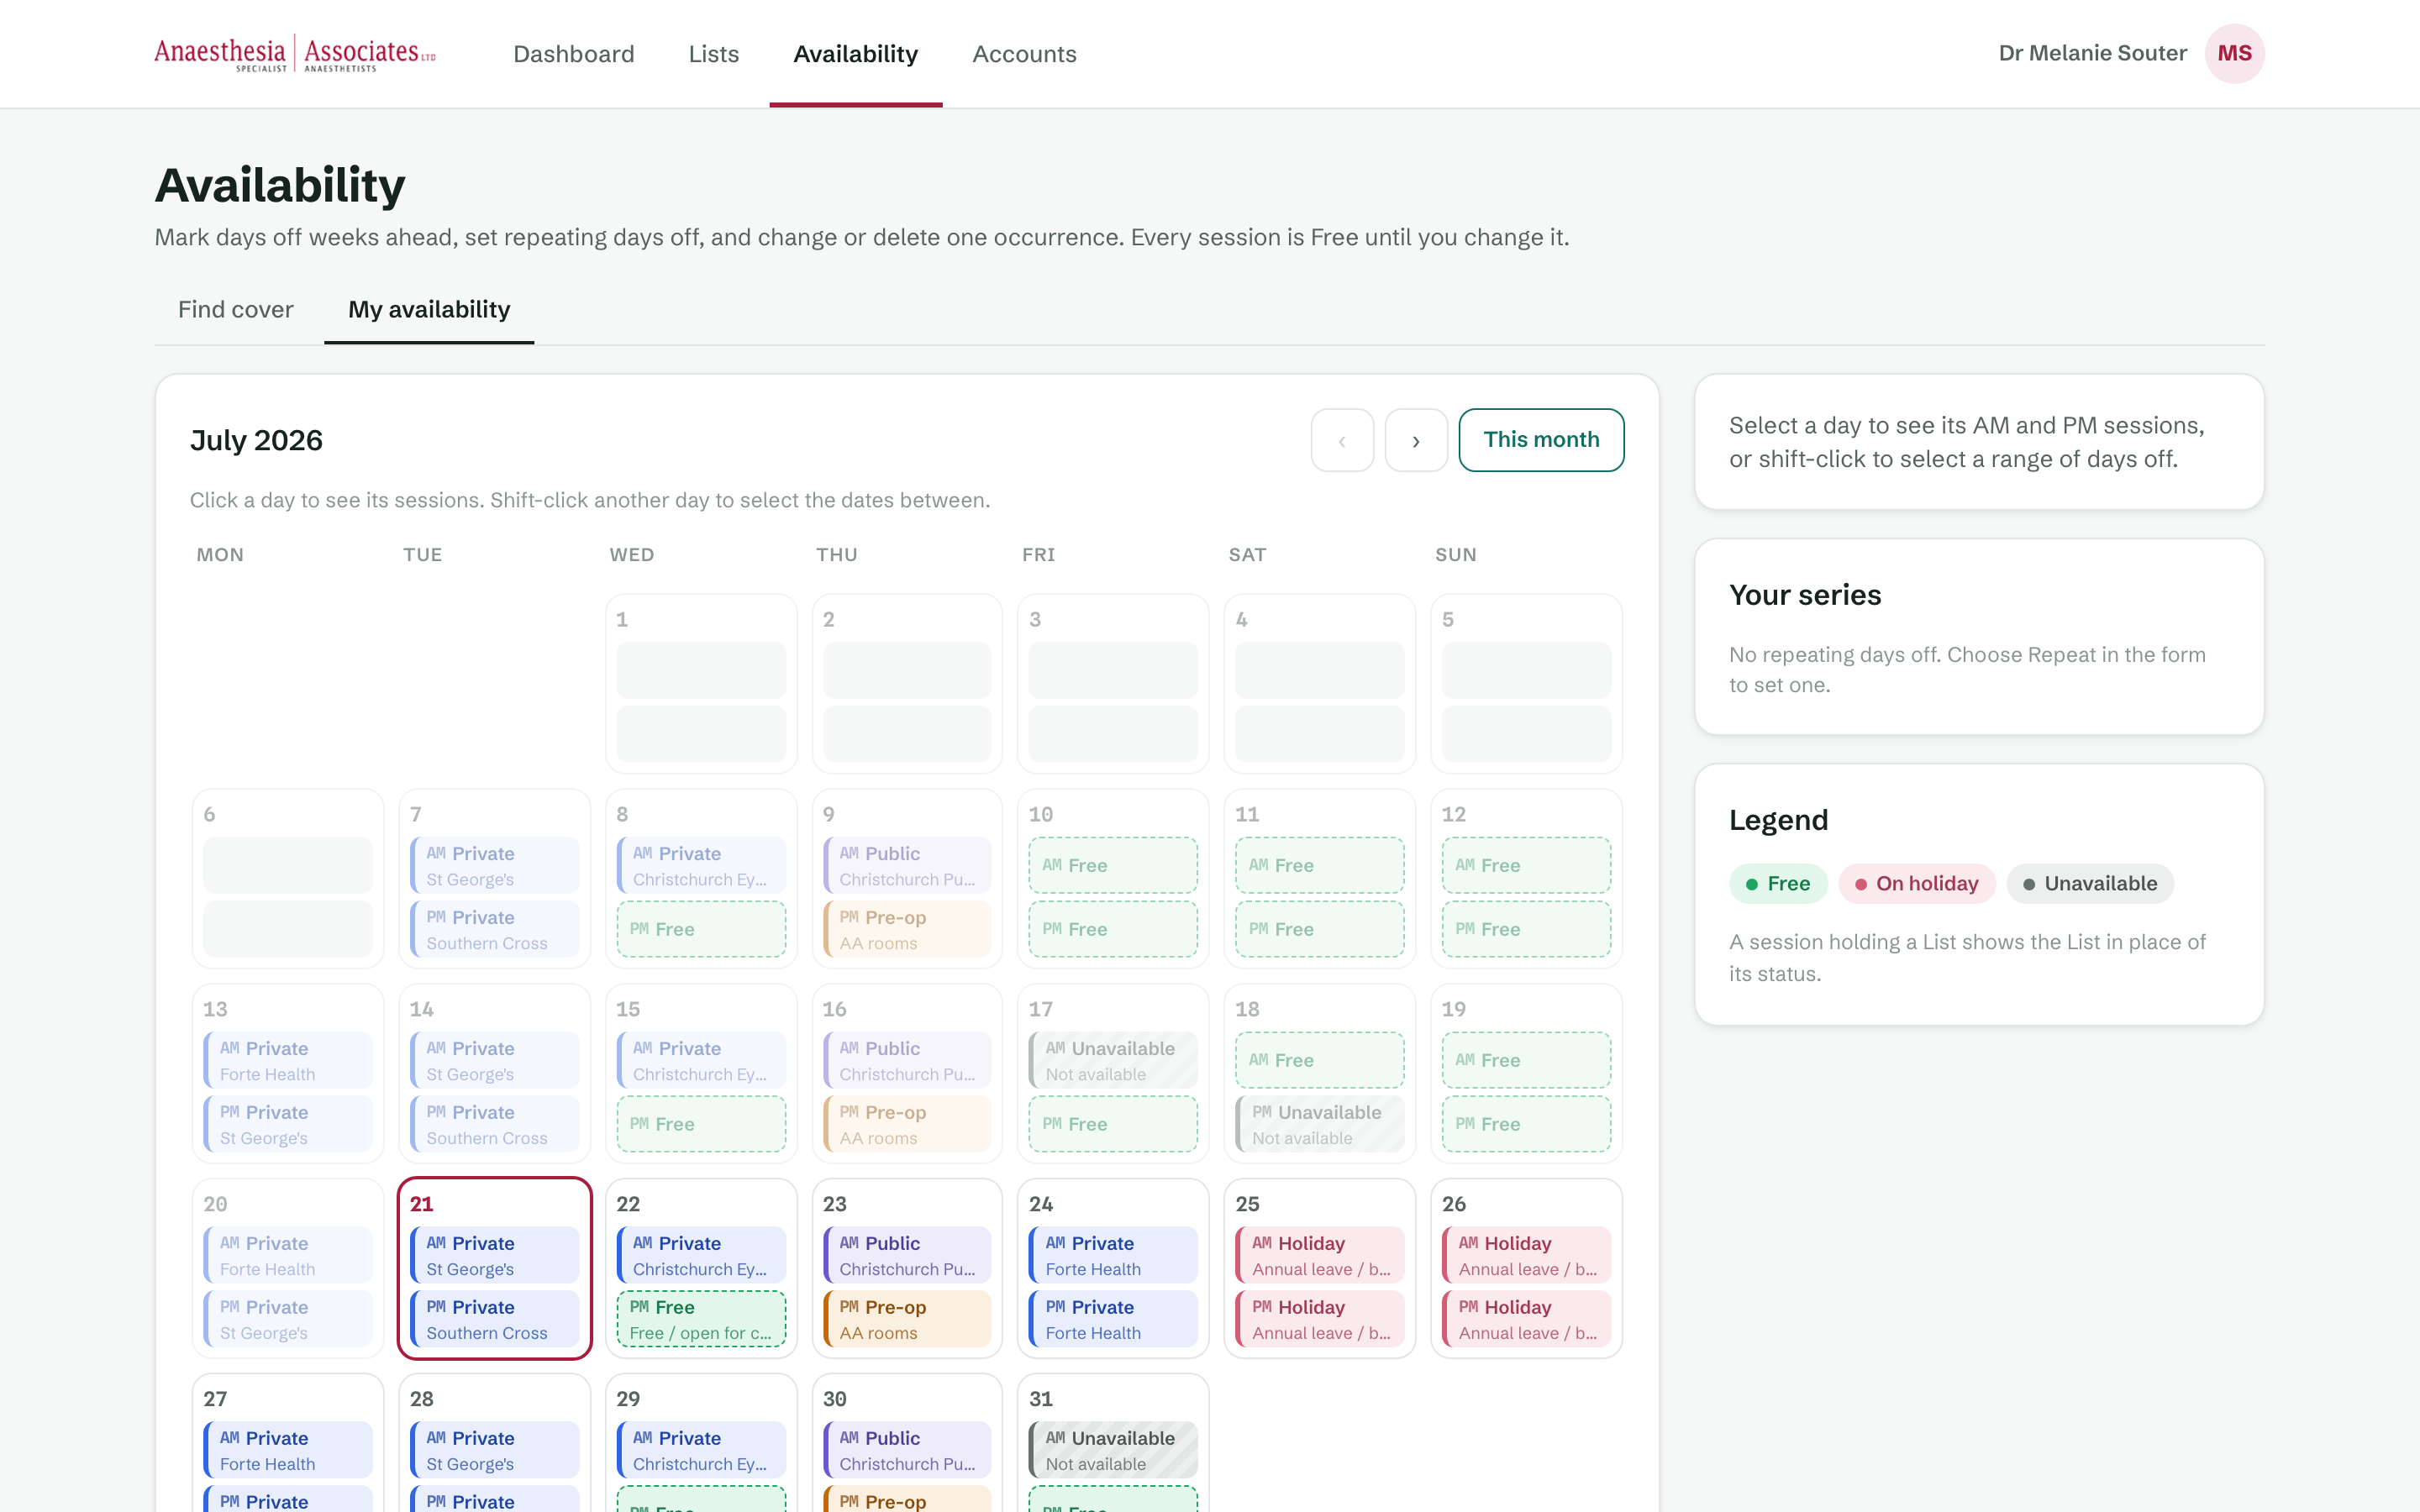 Anaesthesia | Associates LTD
SPECIALIST ANAESTHETISTS
Dashboard
Lists
Availability
Accounts
Dr Melanie Souter
MS
Availability
Mark days off weeks ahead, set repeating days off, and change or delete one occurrence. Every session is Free until you change it.
Find cover
My availability
July 2026
‹
›
This month
Click a day to see its sessions. Shift-click another day to select the dates between.
MON TUE WED THU FRI SAT SUN
1
2
3
4
5
6
7
AM Private
St George's
PM Private
Southern Cross
8
AM Private
Christchurch Ey...
PM Free
9
AM Public
Christchurch Pu...
PM Pre-op
AA rooms
10
AM Free
PM Free
11
AM Free
PM Free
12
AM Free
PM Free
13
AM Private
Forte Health
PM Private
St George's
14
AM Private
St George's
PM Private
Southern Cross
15
AM Private
Christchurch Ey...
PM Free
16
AM Public
Christchurch Pu...
PM Pre-op
AA rooms
17
AM Unavailable
Not available
PM Free
18
AM Free
PM Unavailable
Not available
19
AM Free
PM Free
20
AM Private
Forte Health
PM Private
St George's
21
AM Private
St George's
PM Private
Southern Cross
22
AM Private
Christchurch Ey...
PM Free
Free / open for c...
23
AM Public
Christchurch Pu...
PM Pre-op
AA rooms
24
AM Private
Forte Health
PM Private
Forte Health
25
AM Holiday
Annual leave / b...
PM Holiday
Annual leave / b...
26
AM Holiday
Annual leave / b...
PM Holiday
Annual leave / b...
27
AM Private
Forte Health
PM Private
28
AM Private
St George's
PM Private
29
AM Private
Christchurch Ey...
PM Free
30
AM Public
Christchurch Pu...
PM Pre-op
31
AM Unavailable
Not available
PM Free
Select a day to see its AM and PM sessions,
or shift-click to select a range of days off.
Your series
No repeating days off. Choose Repeat in the form
to set one.
Legend
Free
On holiday
Unavailable
A session holding a List shows the List in place of
its status.